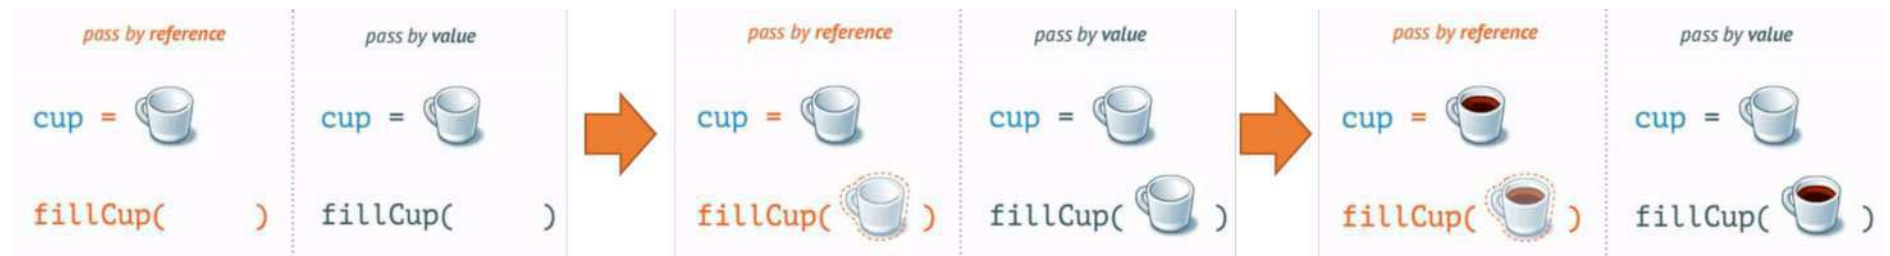 pass by reference
cup =
fillCup( )
pass by value
cup =
fillCup( )
pass by reference
cup =
fillCup( )
pass by value
cup =
fillCup( )
pass by reference
cup =
fillCup( )
pass by value
cup =
fillCup( )